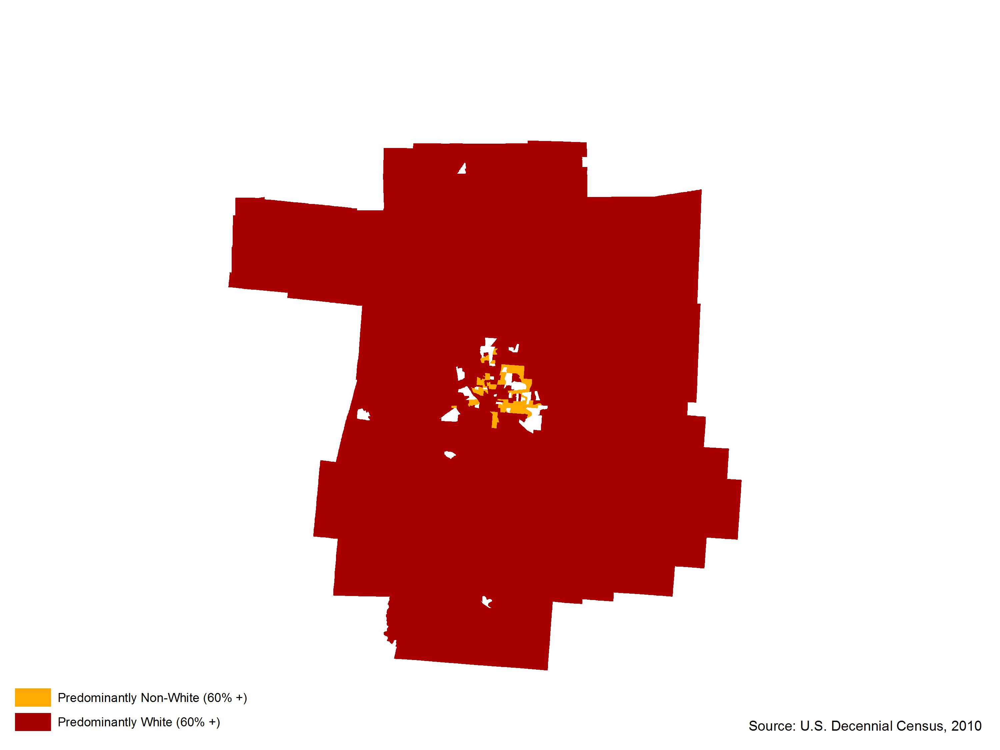 Predominantly Non-White (60% +)
Predominantly White (60% +)
Source: U.S. Decennial Census, 2010